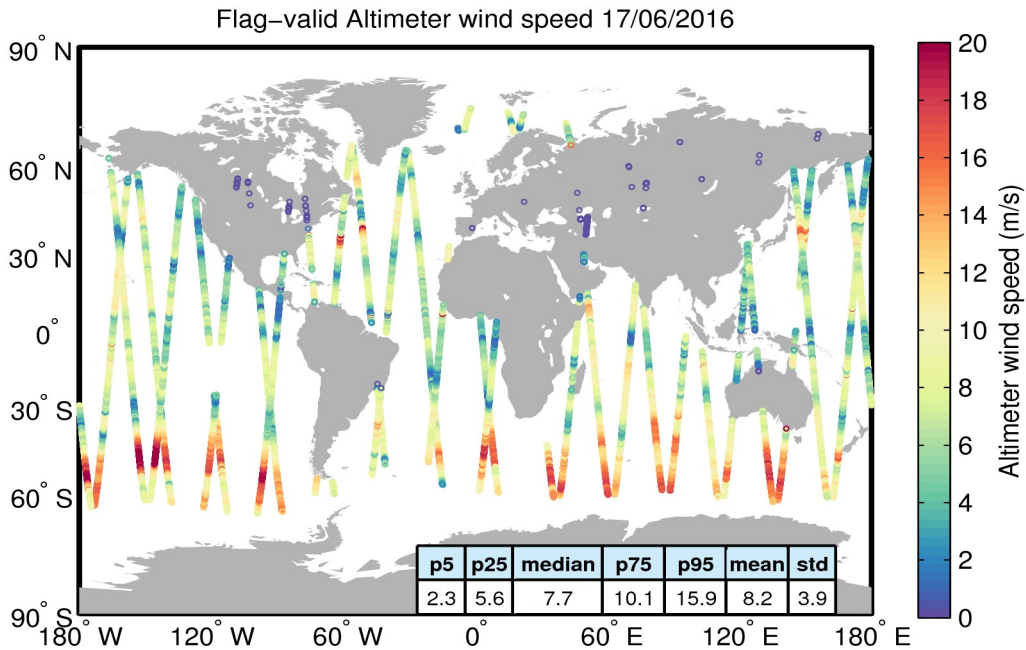 Flag−valid Altimeter wind speed 17/06/2016
90° N
60° N
30° N
0°
30° S
60° S
90° S
180° W
120° W
60° W
0°
60° E
120° E
180° E
p5 p25 median p75 p95 mean std
2.3 5.6 7.7 10.1 15.9 8.2 3.9
20
18
16
14
12
10
8
6
4
2
0
Altimeter wind speed (m/s)